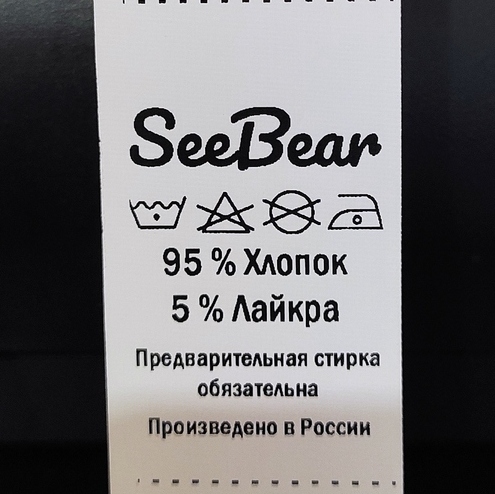 SeeBear
95 % Хлопок
5 % Лайкра
Предварительная стирка
обязательна
Произведено в России